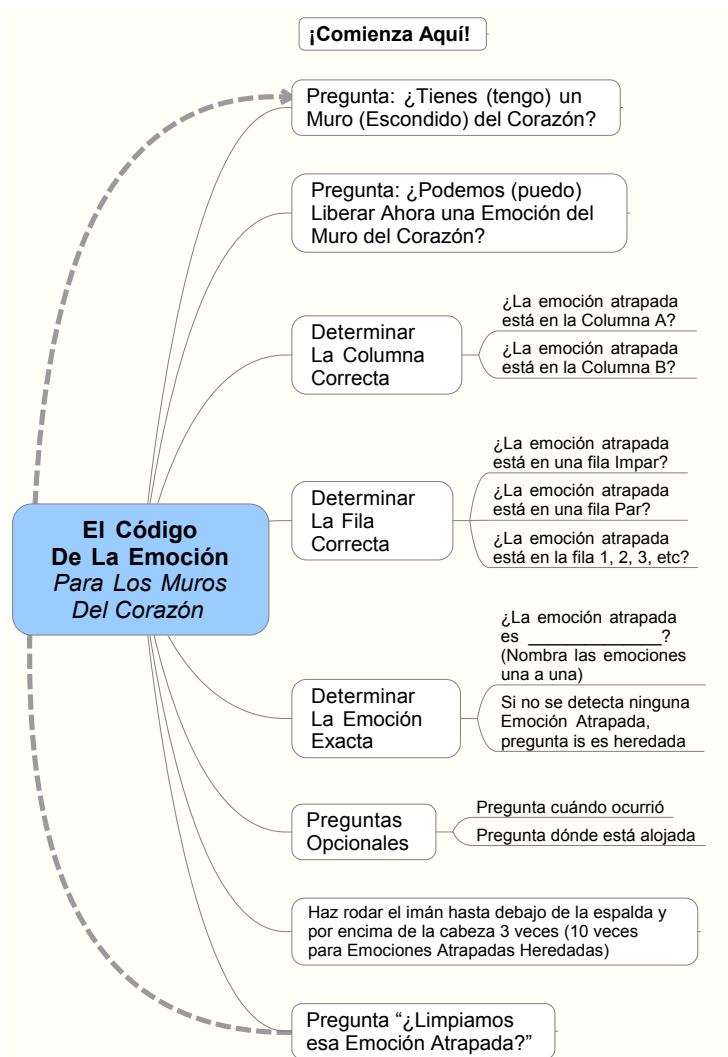 ¡Comienza Aquí!
Pregunta: ¿Tienes (tengo) un
Muro (Escondido) del Corazón?
Pregunta: ¿Podemos (puedo)
Liberar Ahora una Emoción del
Muro del Corazón?
Determinar
La Columna
Correcta
¿La emoción atrapada
está en la Columna A?
¿La emoción atrapada
está en la Columna B?
Determinar
La Fila
Correcta
¿La emoción atrapada
está en una fila Impar?
¿La emoción atrapada
está en una fila Par?
¿La emoción atrapada
está en la fila 1, 2, 3, etc?
El Código
De La Emoción
Para Los Muros
Del Corazón
Determinar
La Emoción
Exacta
¿La emoción atrapada
es _______________?
(Nombra las emociones
una a una)
Si no se detecta ninguna
Emoción Atrapada,
pregunta is es heredada
Preguntas
Opcionales
Pregunta cuándo ocurrió
Pregunta dónde está alojada
Haz rodar el imán hasta debajo de la espalda y
por encima de la cabeza 3 veces (10 veces
para Emociones Atrapadas Heredadas)
Pregunta “¿Limpiamos
esa Emoción Atrapada?”